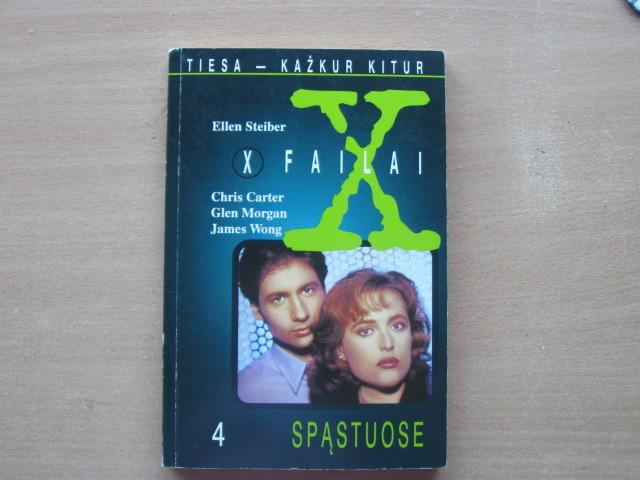 TIESA – KAŽKUR KITUR
Ellen Steiber
X
X FAILAI
Chris Carter
Glen Morgan
James Wong
4 SPĄSTUOSE